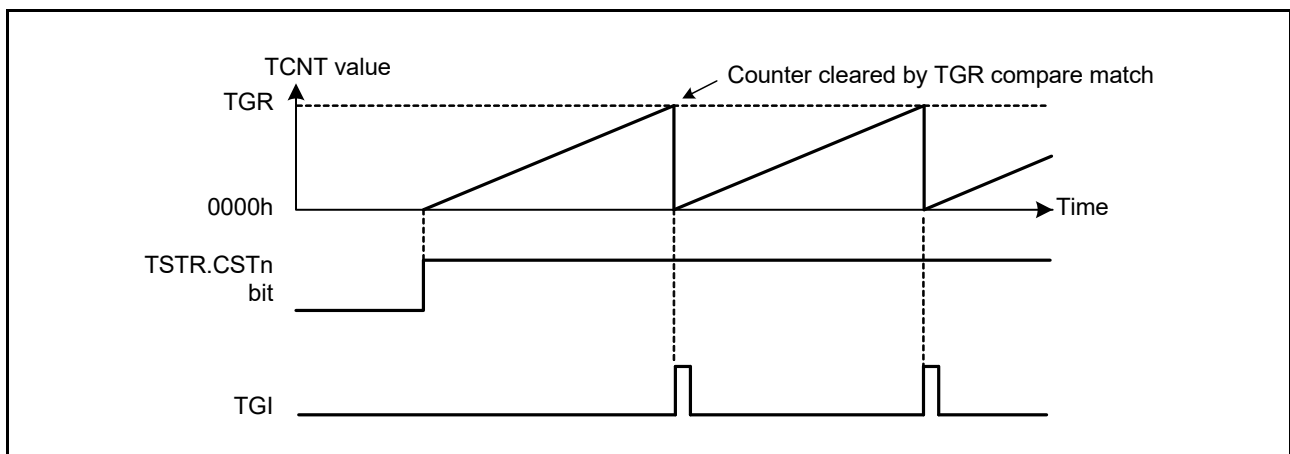 TCNT value
Counter cleared by TGR compare match
TGR
0000h
Time
TSTR.CSTn
bit
TGI